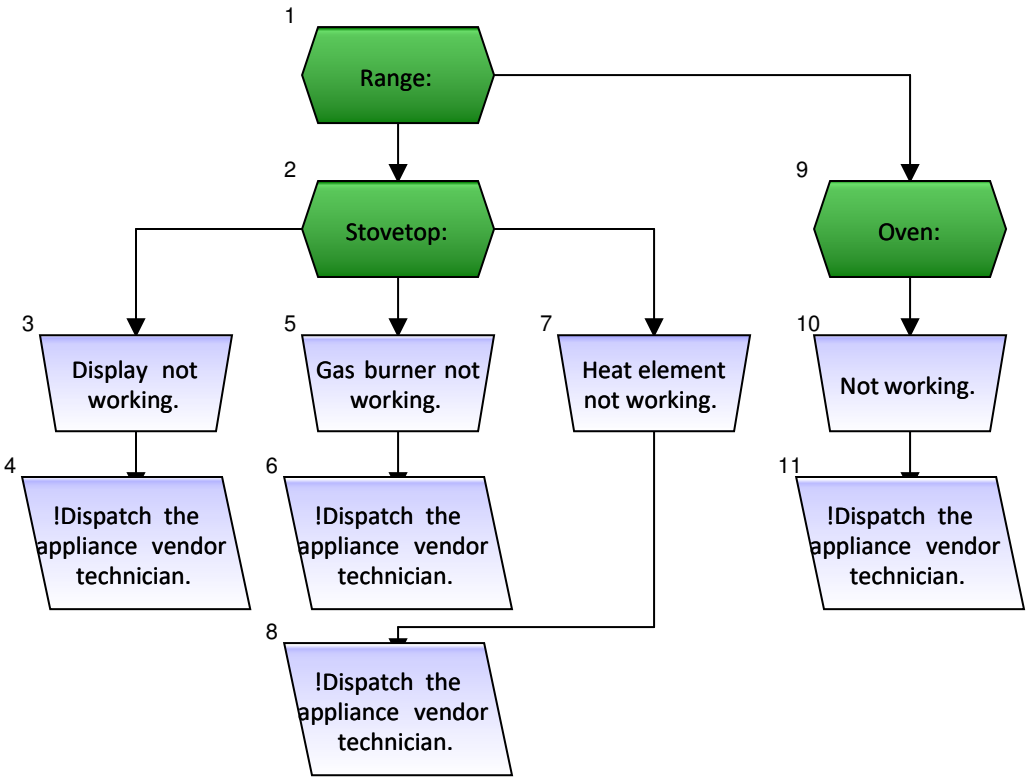 1
Range:
2
Stovetop:
9
Oven:
3
Display not
working.
5
Gas burner not
working.
7
Heat element
not working.
10
Not working.
4
!Dispatch the
appliance vendor
technician.
6
!Dispatch the
appliance vendor
technician.
11
!Dispatch the
appliance vendor
technician.
8
!Dispatch the
appliance vendor
technician.